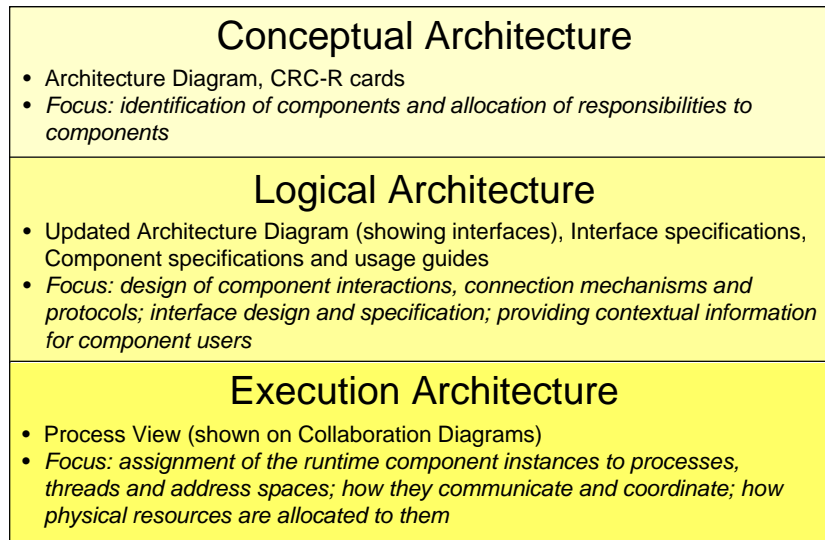 Conceptual Architecture
• Architecture Diagram, CRC-R cards
• Focus: identification of components and allocation of responsibilities to
components
Logical Architecture
• Updated Architecture Diagram (showing interfaces), Interface specifications,
Component specifications and usage guides
• Focus: design of component interactions, connection mechanisms and
protocols; interface design and specification; providing contextual information
for component users
Execution Architecture
• Process View (shown on Collaboration Diagrams)
• Focus: assignment of the runtime component instances to processes,
threads and address spaces; how they communicate and coordinate; how
physical resources are allocated to them